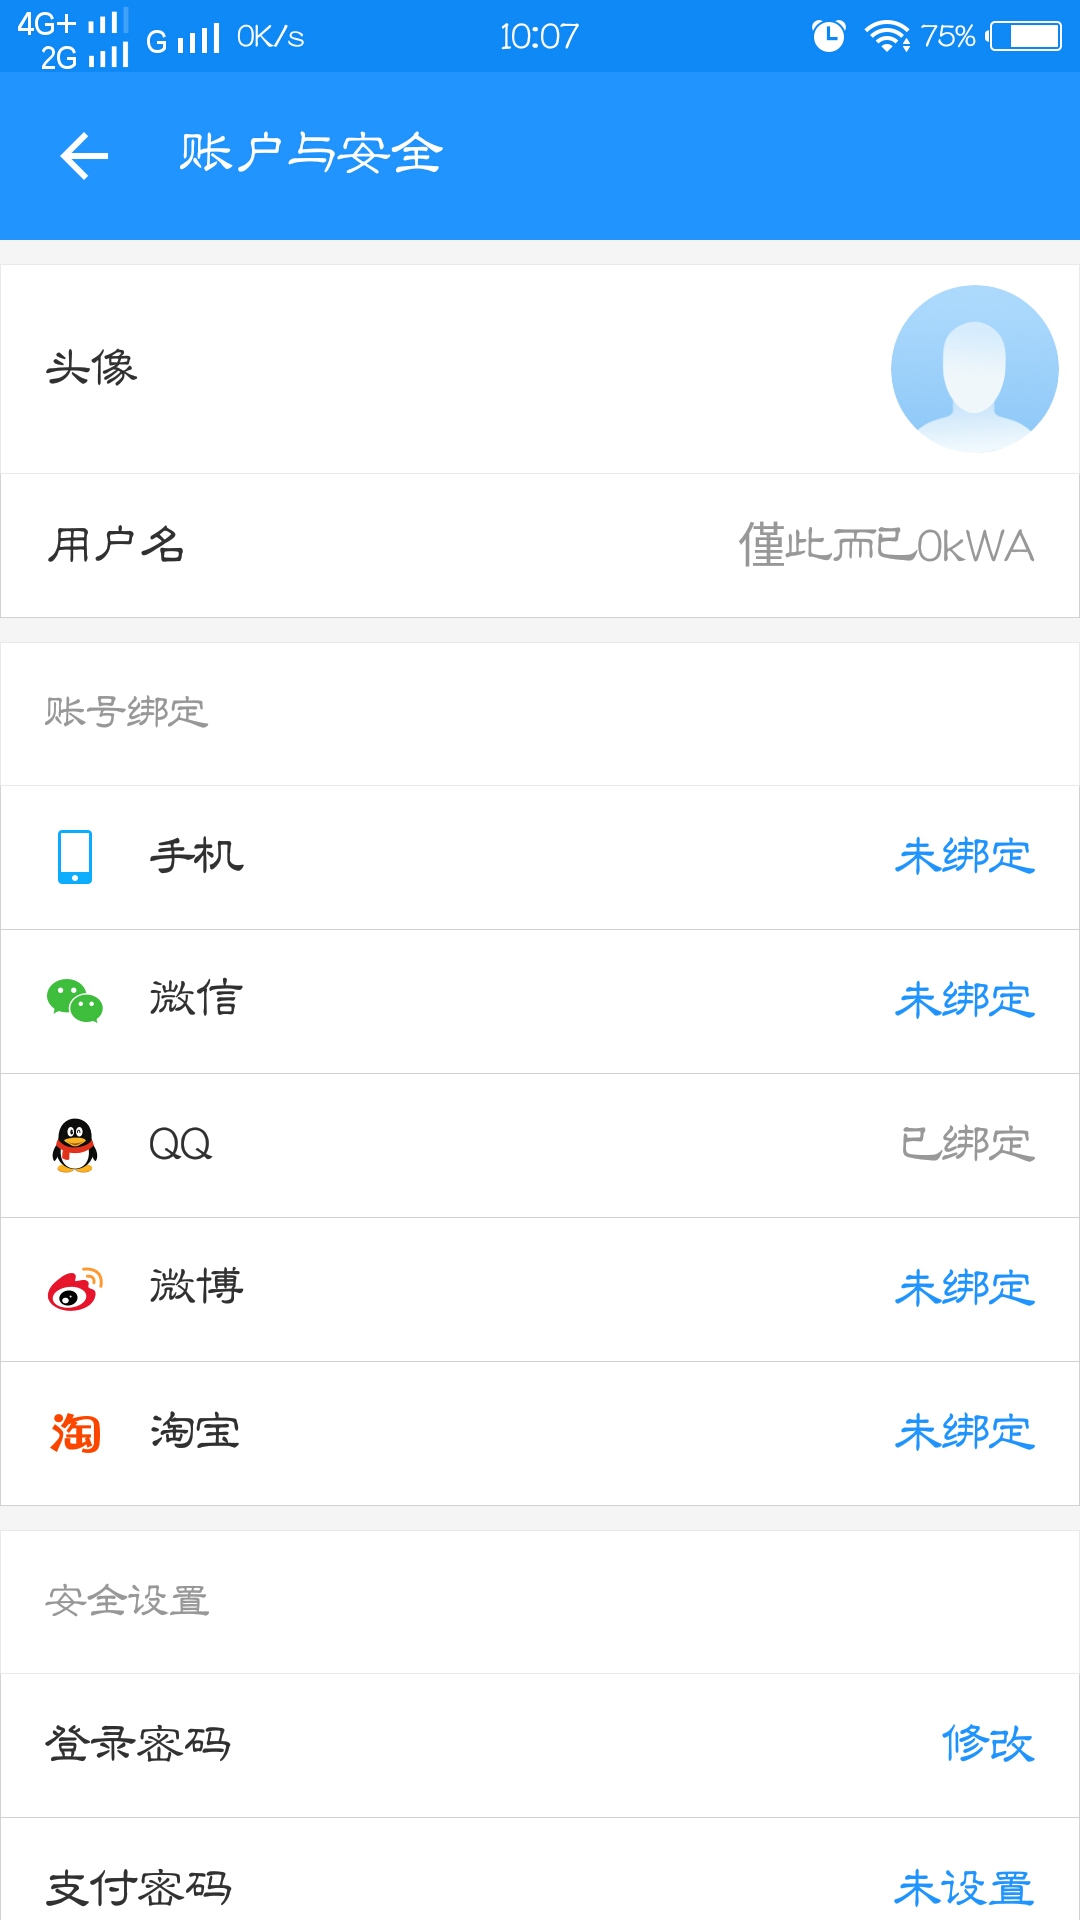 4G+ 2G G 0K/s 10:07 75%
账户与安全
头像
用户名 僅此而已0kWA
账号绑定
手机 未绑定
微信 未绑定
QQ 已绑定
微博 未绑定
淘 淘宝 未绑定
安全设置
登录密码 修改
支付密码 未设置